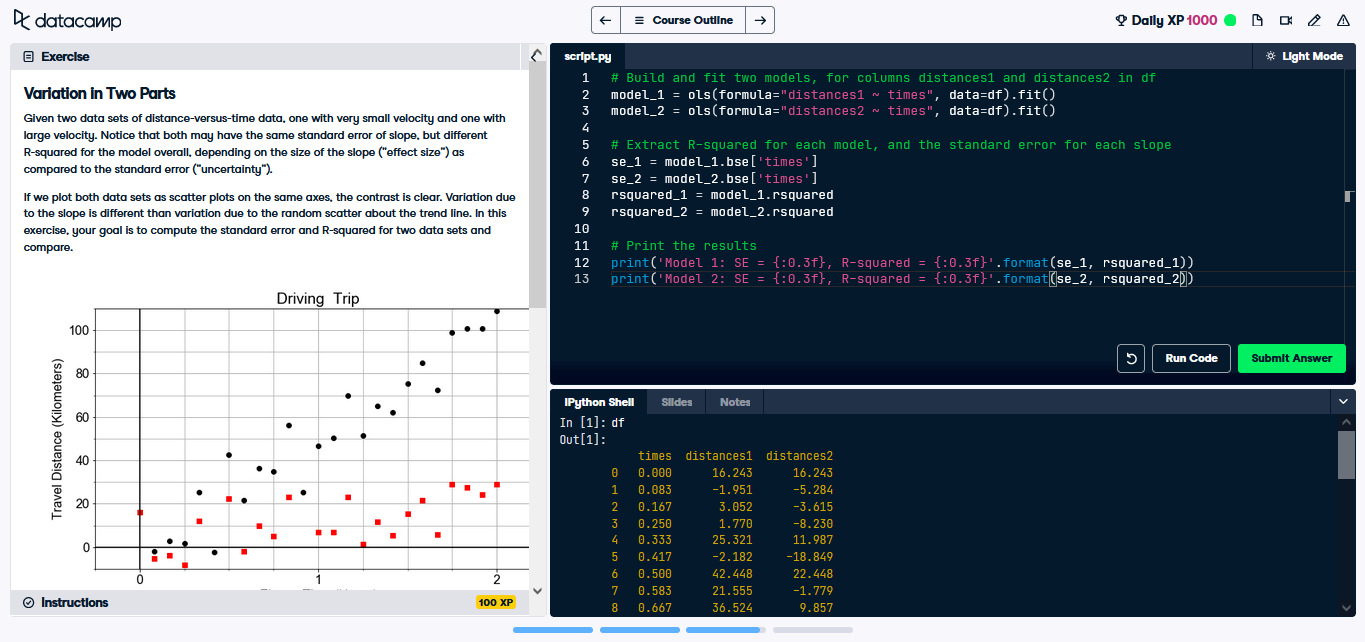 datacamp
Course Outline
Daily XP 1000
Exercise
Variation in Two Parts
Given two data sets of distance-versus-time data, one with very small velocity and one with
large velocity. Notice that both may have the same standard error of slope, but different
R-squared for the model overall, depending on the size of the slope ("effect size") as
compared to the standard error ("uncertainty").
If we plot both data sets as scatter plots on the same axes, the contrast is clear. Variation due
to the slope is different than variation due to the random scatter about the trend line. In this
exercise, your goal is to compute the standard error and R-squared for two data sets and
compare.
Driving Trip
Travel Distance (Kilometers)
100
80
60
40
20
0
0 1 2
Instructions
100 XP
script.py
Light Mode
1 # Build and fit two models, for columns distances1 and distances2 in df
2 model_1 = ols(formula="distances1 ~ times", data=df).fit()
3 model_2 = ols(formula="distances2 ~ times", data=df).fit()
4
5 # Extract R-squared for each model, and the standard error for each slope
6 se_1 = model_1.bse['times']
7 se_2 = model_2.bse['times']
8 rsquared_1 = model_1.rsquared
9 rsquared_2 = model_2.rsquared
10
11 # Print the results
12 print('Model 1: SE = {:0.3f}, R-squared = {:0.3f}'.format(se_1, rsquared_1))
13 print('Model 2: SE = {:0.3f}, R-squared = {:0.3f}'.format(se_2, rsquared_2))
Run Code
Submit Answer
IPython Shell
Slides
Notes
In [1]: df
Out[1]:
times distances1 distances2
0 0.000 16.243 16.243
1 0.083 -1.951 -5.284
2 0.167 3.052 -3.615
3 0.250 1.770 -8.230
4 0.333 25.321 11.987
5 0.417 -2.182 -18.849
6 0.500 42.448 22.448
7 0.583 21.555 -1.779
8 0.667 36.524 9.857